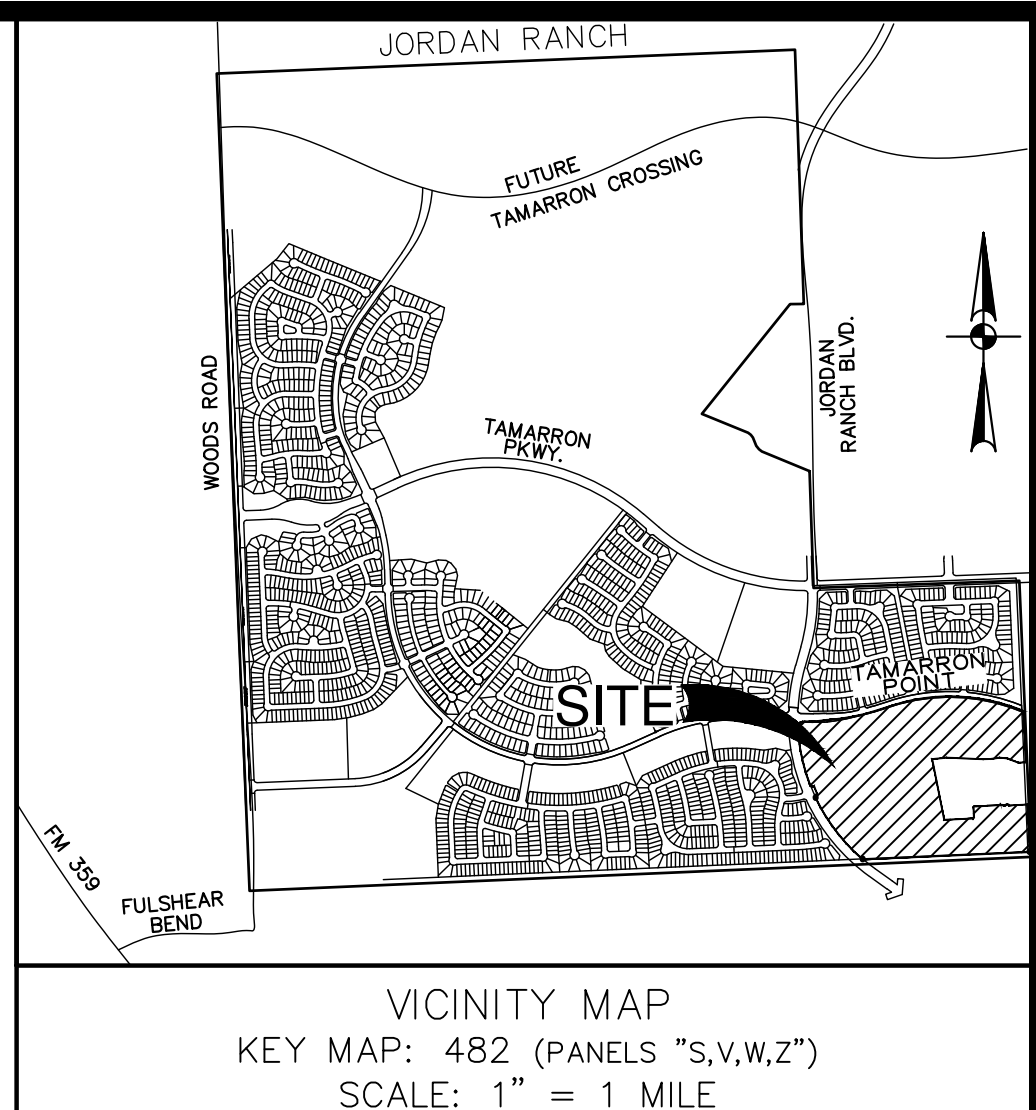 JORDAN RANCH
FUTURE
TAMARRON CROSSING
WOODS ROAD
JORDAN
RANCH BLVD.
TAMARRON
PKWY.
TAMARRON
POINT
SITE
FM 359
FULSHEAR
BEND
VICINITY MAP
KEY MAP: 482 (PANELS "S,V,W,Z")
SCALE: 1" = 1 MILE